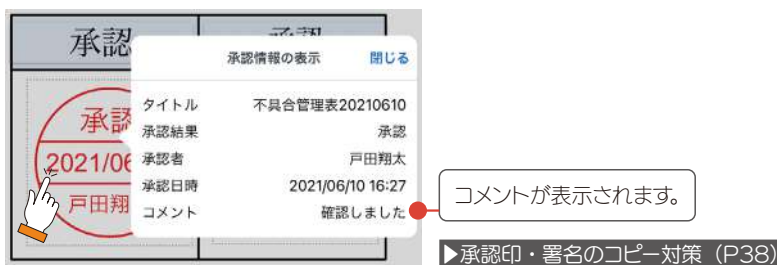 承認 承認
承認情報の表示 閉じる
タイトル 不具合管理表20210610
承認結果 承認
承認者 戸田翔太
承認日時 2021/06/10 16:27
コメント 確認しました
承認
2021/06
戸田翔
コメントが表示されます。
▶承認印・署名のコピー対策（P38）